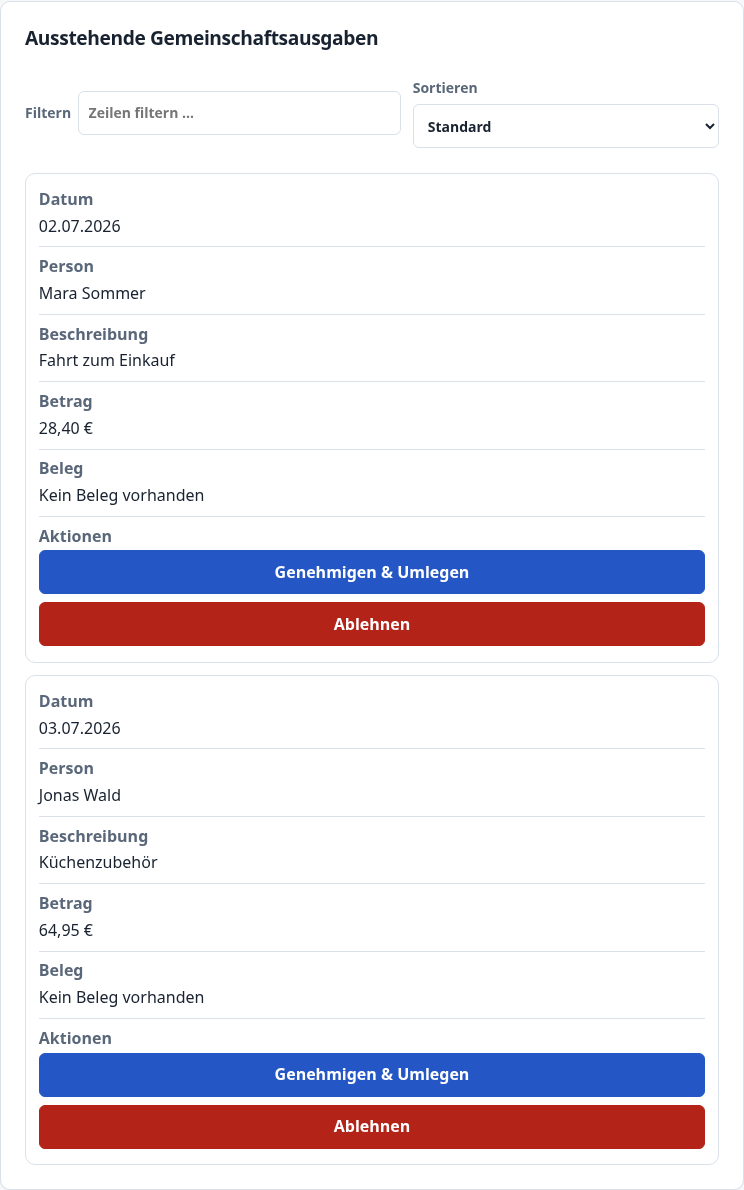 Ausstehende Gemeinschaftsausgaben
Filtern
Zeilen filtern ...
Sortieren
Standard
Datum
02.07.2026
Person
Mara Sommer
Beschreibung
Fahrt zum Einkauf
Betrag
28,40 €
Beleg
Kein Beleg vorhanden
Aktionen
Genehmigen & Umlegen
Ablehnen
Datum
03.07.2026
Person
Jonas Wald
Beschreibung
Küchenzubehör
Betrag
64,95 €
Beleg
Kein Beleg vorhanden
Aktionen
Genehmigen & Umlegen
Ablehnen